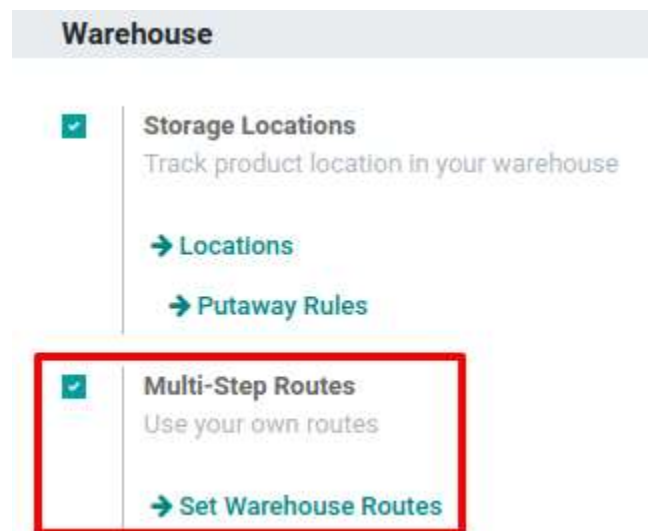 Warehouse
Storage Locations
Track product location in your warehouse
Locations
Putaway Rules
Multi-Step Routes
Use your own routes
Set Warehouse Routes